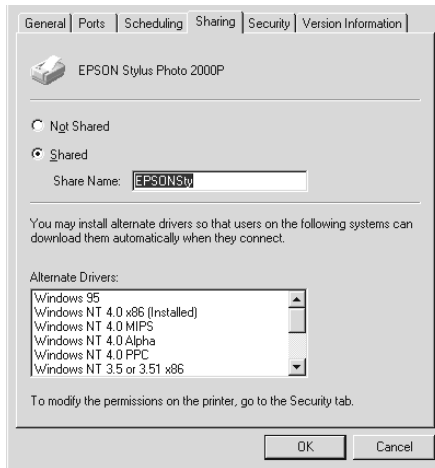 General Ports Scheduling Sharing Security Version Information
EPSON Stylus Photo 2000P
Not Shared
Shared
Share Name: EPSONSty
You may install alternate drivers so that users on the following systems can
download them automatically when they connect.
Alternate Drivers:
Windows 95
Windows NT 4.0 x86 (Installed)
Windows NT 4.0 MIPS
Windows NT 4.0 Alpha
Windows NT 4.0 PPC
Windows NT 3.5 or 3.51 x86
To modify the permissions on the printer, go to the Security tab.
OK Cancel